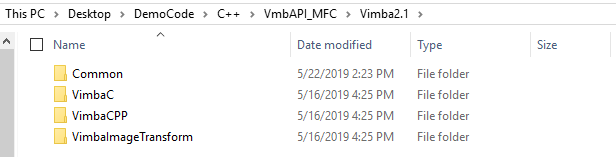 This PC > Desktop > DemoCode > C++ > VmbAPI_MFC > Vimba2.1 >
Name Date modified Type Size
Common 5/22/2019 2:23 PM File folder
VimbaC 5/16/2019 4:25 PM File folder
VimbaCPP 5/16/2019 4:25 PM File folder
VimbaImageTransform 5/16/2019 4:25 PM File folder